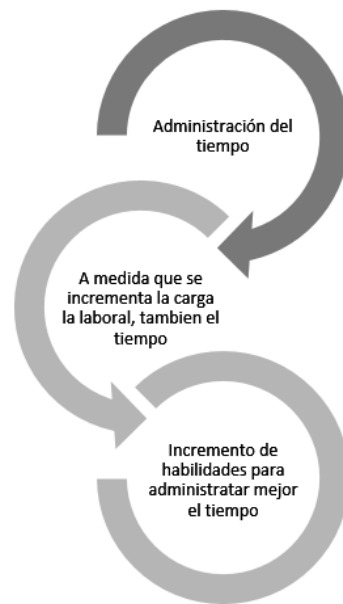 Administración del
tiempo
A medida que se
incrementa la carga
la laboral, tambien el
tiempo
Incremento de
habilidades para
administratar mejor
el tiempo